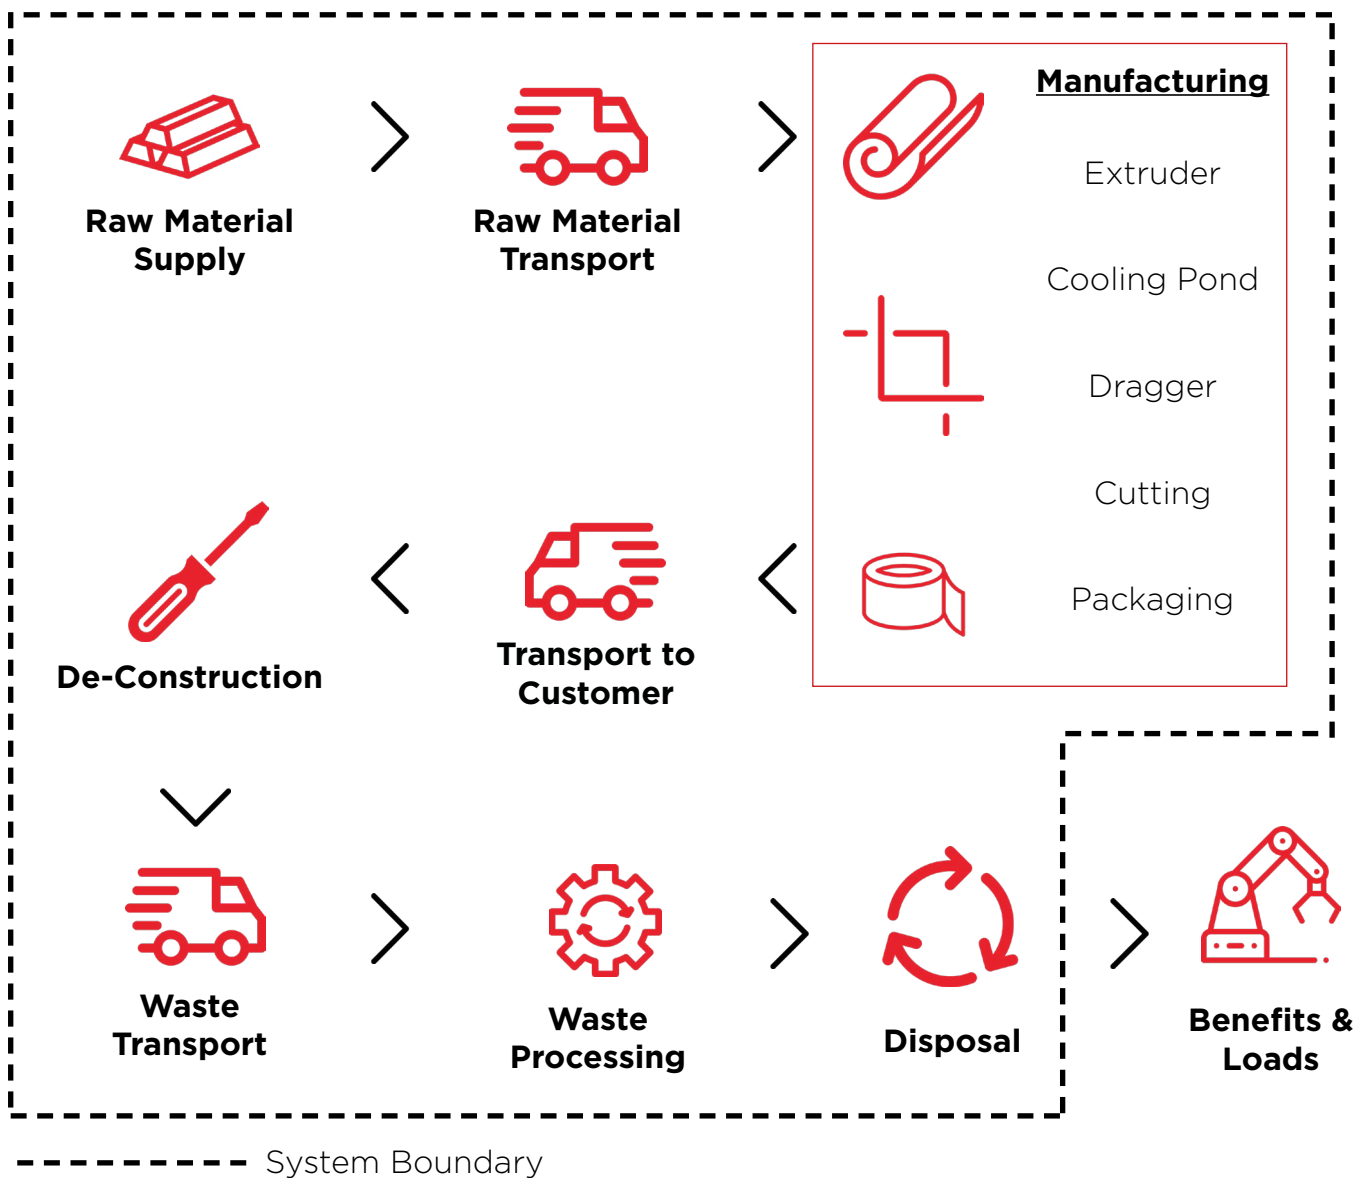 Raw Material
Supply
Raw Material
Transport
Manufacturing
Extruder
Cooling Pond
Dragger
Cutting
Packaging
Transport to
Customer
De-Construction
Waste
Transport
Waste
Processing
Disposal
Benefits &
Loads
System Boundary